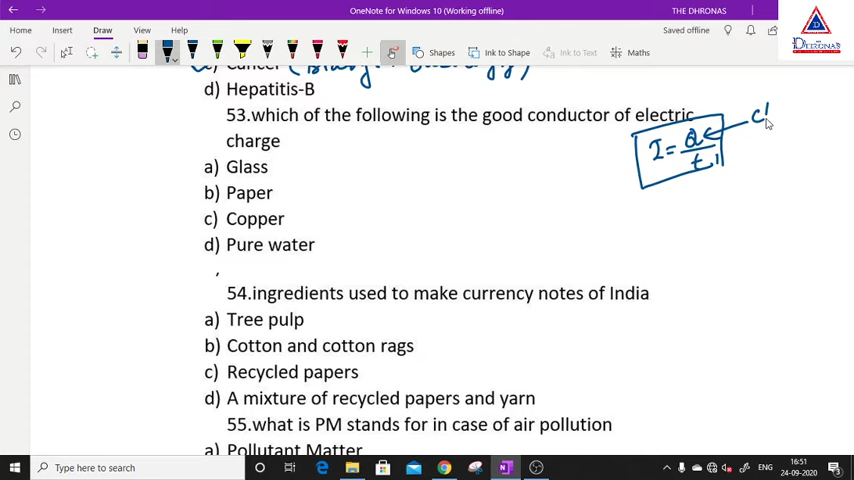 OneNote for Windows 10 (Working offline)
THE DHRONAS
Home Insert Draw View Help
Saved offline
Shapes Ink to Shape Ink to Text Maths
DHRONAS
Cancer
d) Hepatitis-B
53.which of the following is the good conductor of electric
charge
a) Glass
b) Paper
c) Copper
d) Pure water
I = Q/t
54.ingredients used to make currency notes of India
a) Tree pulp
b) Cotton and cotton rags
c) Recycled papers
d) A mixture of recycled papers and yarn
55.what is PM stands for in case of air pollution
a) Pollutant Matter
Type here to search
ENG
16:51
24-09-2020